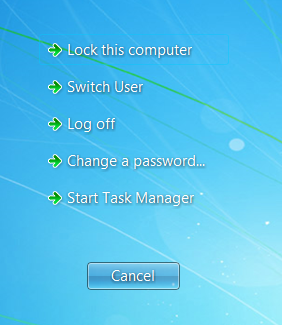 Lock this computer
Switch User
Log off
Change a password...
Start Task Manager
Cancel